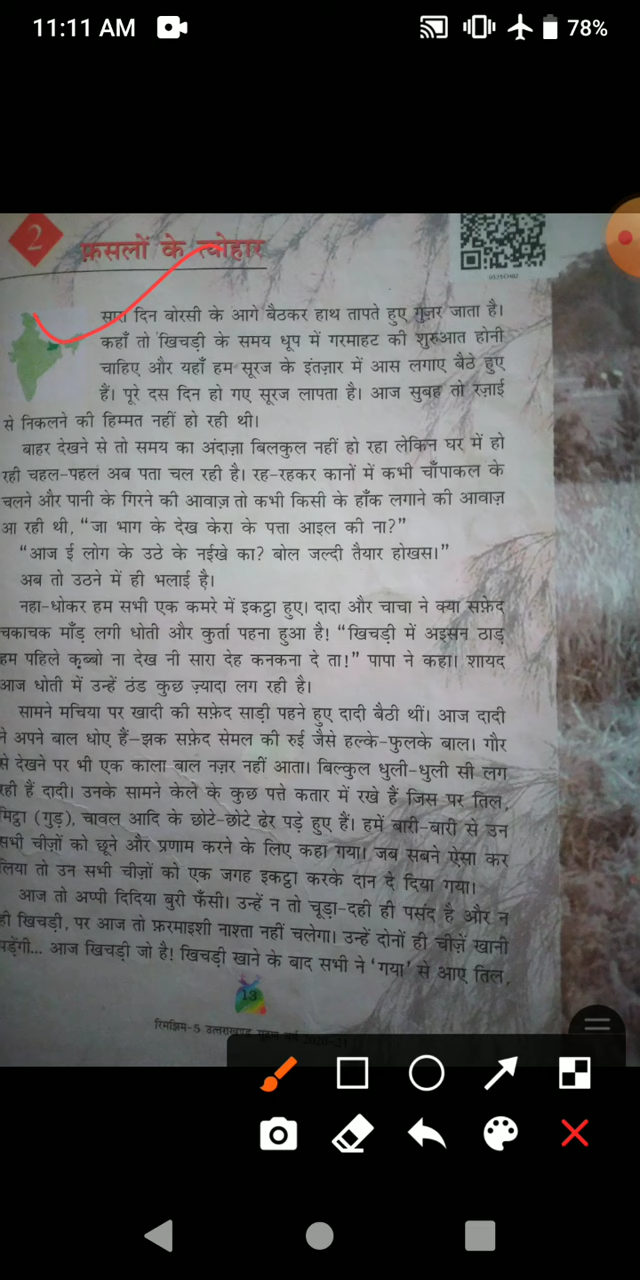 11:11 AM
78%
2
फ़सलों के त्योहार
सारा दिन बोरसी के आगे बैठकर हाथ तापते हुए गुज़र जाता है।
कहाँ तो खिचड़ी के समय धूप में गरमाहट की शुरुआत होनी
चाहिए और यहाँ हम सूरज के इंतज़ार में आस लगाए बैठे हुए
हैं। पूरे दस दिन हो गए सूरज लापता है। आज सुबह तो रज़ाई
से निकलने की हिम्मत नहीं हो रही थी।
बाहर देखने से तो समय का अंदाज़ा बिलकुल नहीं हो रहा लेकिन घर में हो
रही चहल-पहल अब पता चल रही है। रह-रहकर कानों में कभी चाँपाकल के
चलने और पानी के गिरने की आवाज़ तो कभी किसी के हाँक लगाने की आवाज़
आ रही थी, “जा भाग के देख केरा के पत्ता आइल की ना?”
“आज ई लोग के उठे के नईखे का? बोल जल्दी तैयार होखस।”
अब तो उठने में ही भलाई है।
नहा-धोकर हम सभी एक कमरे में इकट्ठा हुए। दादा और चाचा ने क्या सफ़ेद
चकाचक माँड़ लगी धोती और कुर्ता पहना हुआ है! “खिचड़ी में अइसन ठाड़
हम पहिले कब्बो ना देख नी सारा देह कनकना दे ता!” पापा ने कहा। शायद
आज धोती में उन्हें ठंड कुछ ज़्यादा लग रही है।
सामने मचिया पर खादी की सफ़ेद साड़ी पहने हुए दादी बैठी थीं। आज दादी
ने अपने बाल धोए हैं–झक सफ़ेद सेमल की रुई जैसे हल्के-फुलके बाल। गौर
से देखने पर भी एक काला बाल नज़र नहीं आता। बिल्कुल धुली-धुली सी लग
रही हैं दादी। उनके सामने केले के कुछ पत्ते कतार में रखे हैं जिस पर तिल,
मिट्ठा (गुड़), चावल आदि के छोटे-छोटे ढेर पड़े हुए हैं। हमें बारी-बारी से उन
सभी चीज़ों को छूने और प्रणाम करने के लिए कहा गया। जब सबने ऐसा कर
लिया तो उन सभी चीज़ों को एक जगह इकट्ठा करके दान दे दिया गया।
आज तो अप्पी दिदिया बुरी फँसी। उन्हें न तो चूड़ा-दही ही पसंद है और न
ही खिचड़ी, पर आज तो फ़रमाइशी नाश्ता नहीं चलेगा। उन्हें दोनों ही चीज़ें खानी
पड़ेंगी... आज खिचड़ी जो है! खिचड़ी खाने के बाद सभी ने ‘गया’ से आए तिल,
13
रिमझिम-5, उत्तराखण्ड, मुद्रण वर्ष 2020-21